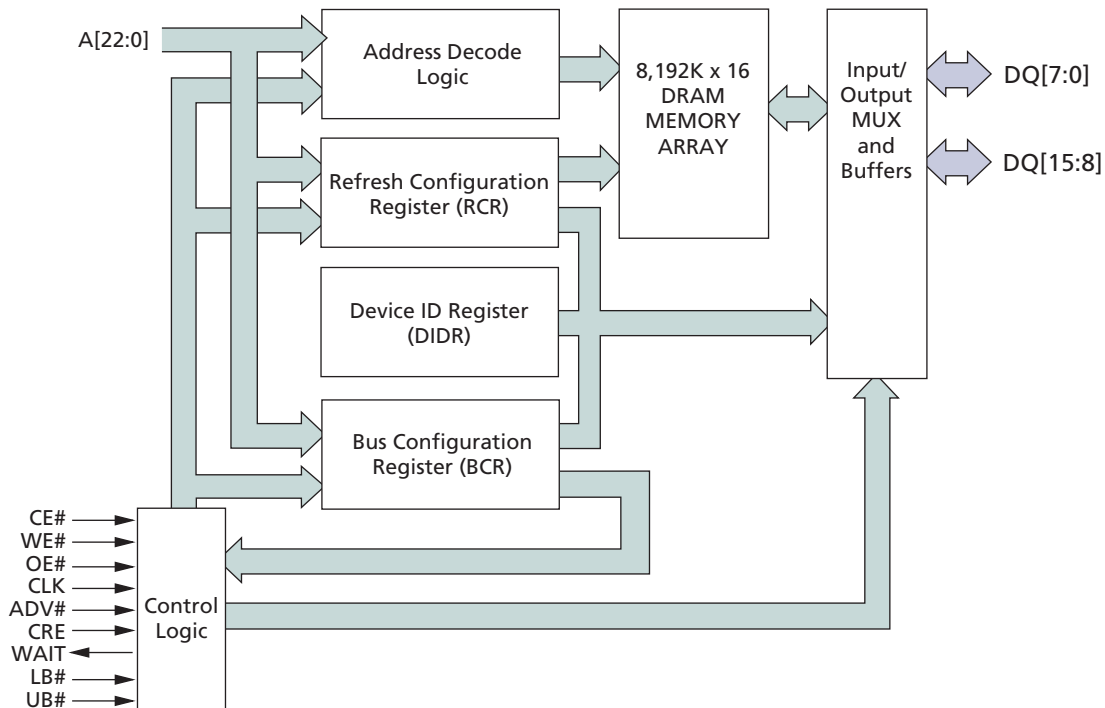 A[22:0]
Address Decode
Logic
8,192K x 16
DRAM
MEMORY
ARRAY
Input/
Output
MUX
and
Buffers
DQ[7:0]
DQ[15:8]
Refresh Configuration
Register (RCR)
Device ID Register
(DIDR)
Bus Configuration
Register (BCR)
CE#
WE#
OE#
CLK
ADV#
CRE
WAIT
LB#
UB#
Control
Logic